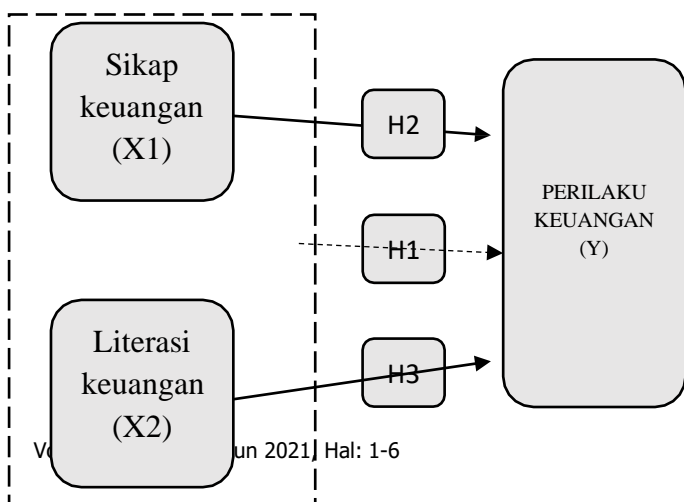 Sikap
keuangan
(X1)
H2
PERILAKU
KEUANGAN
(Y)
H1
Literasi
keuangan
(X2)
H3
un 2021, Hal: 1-6